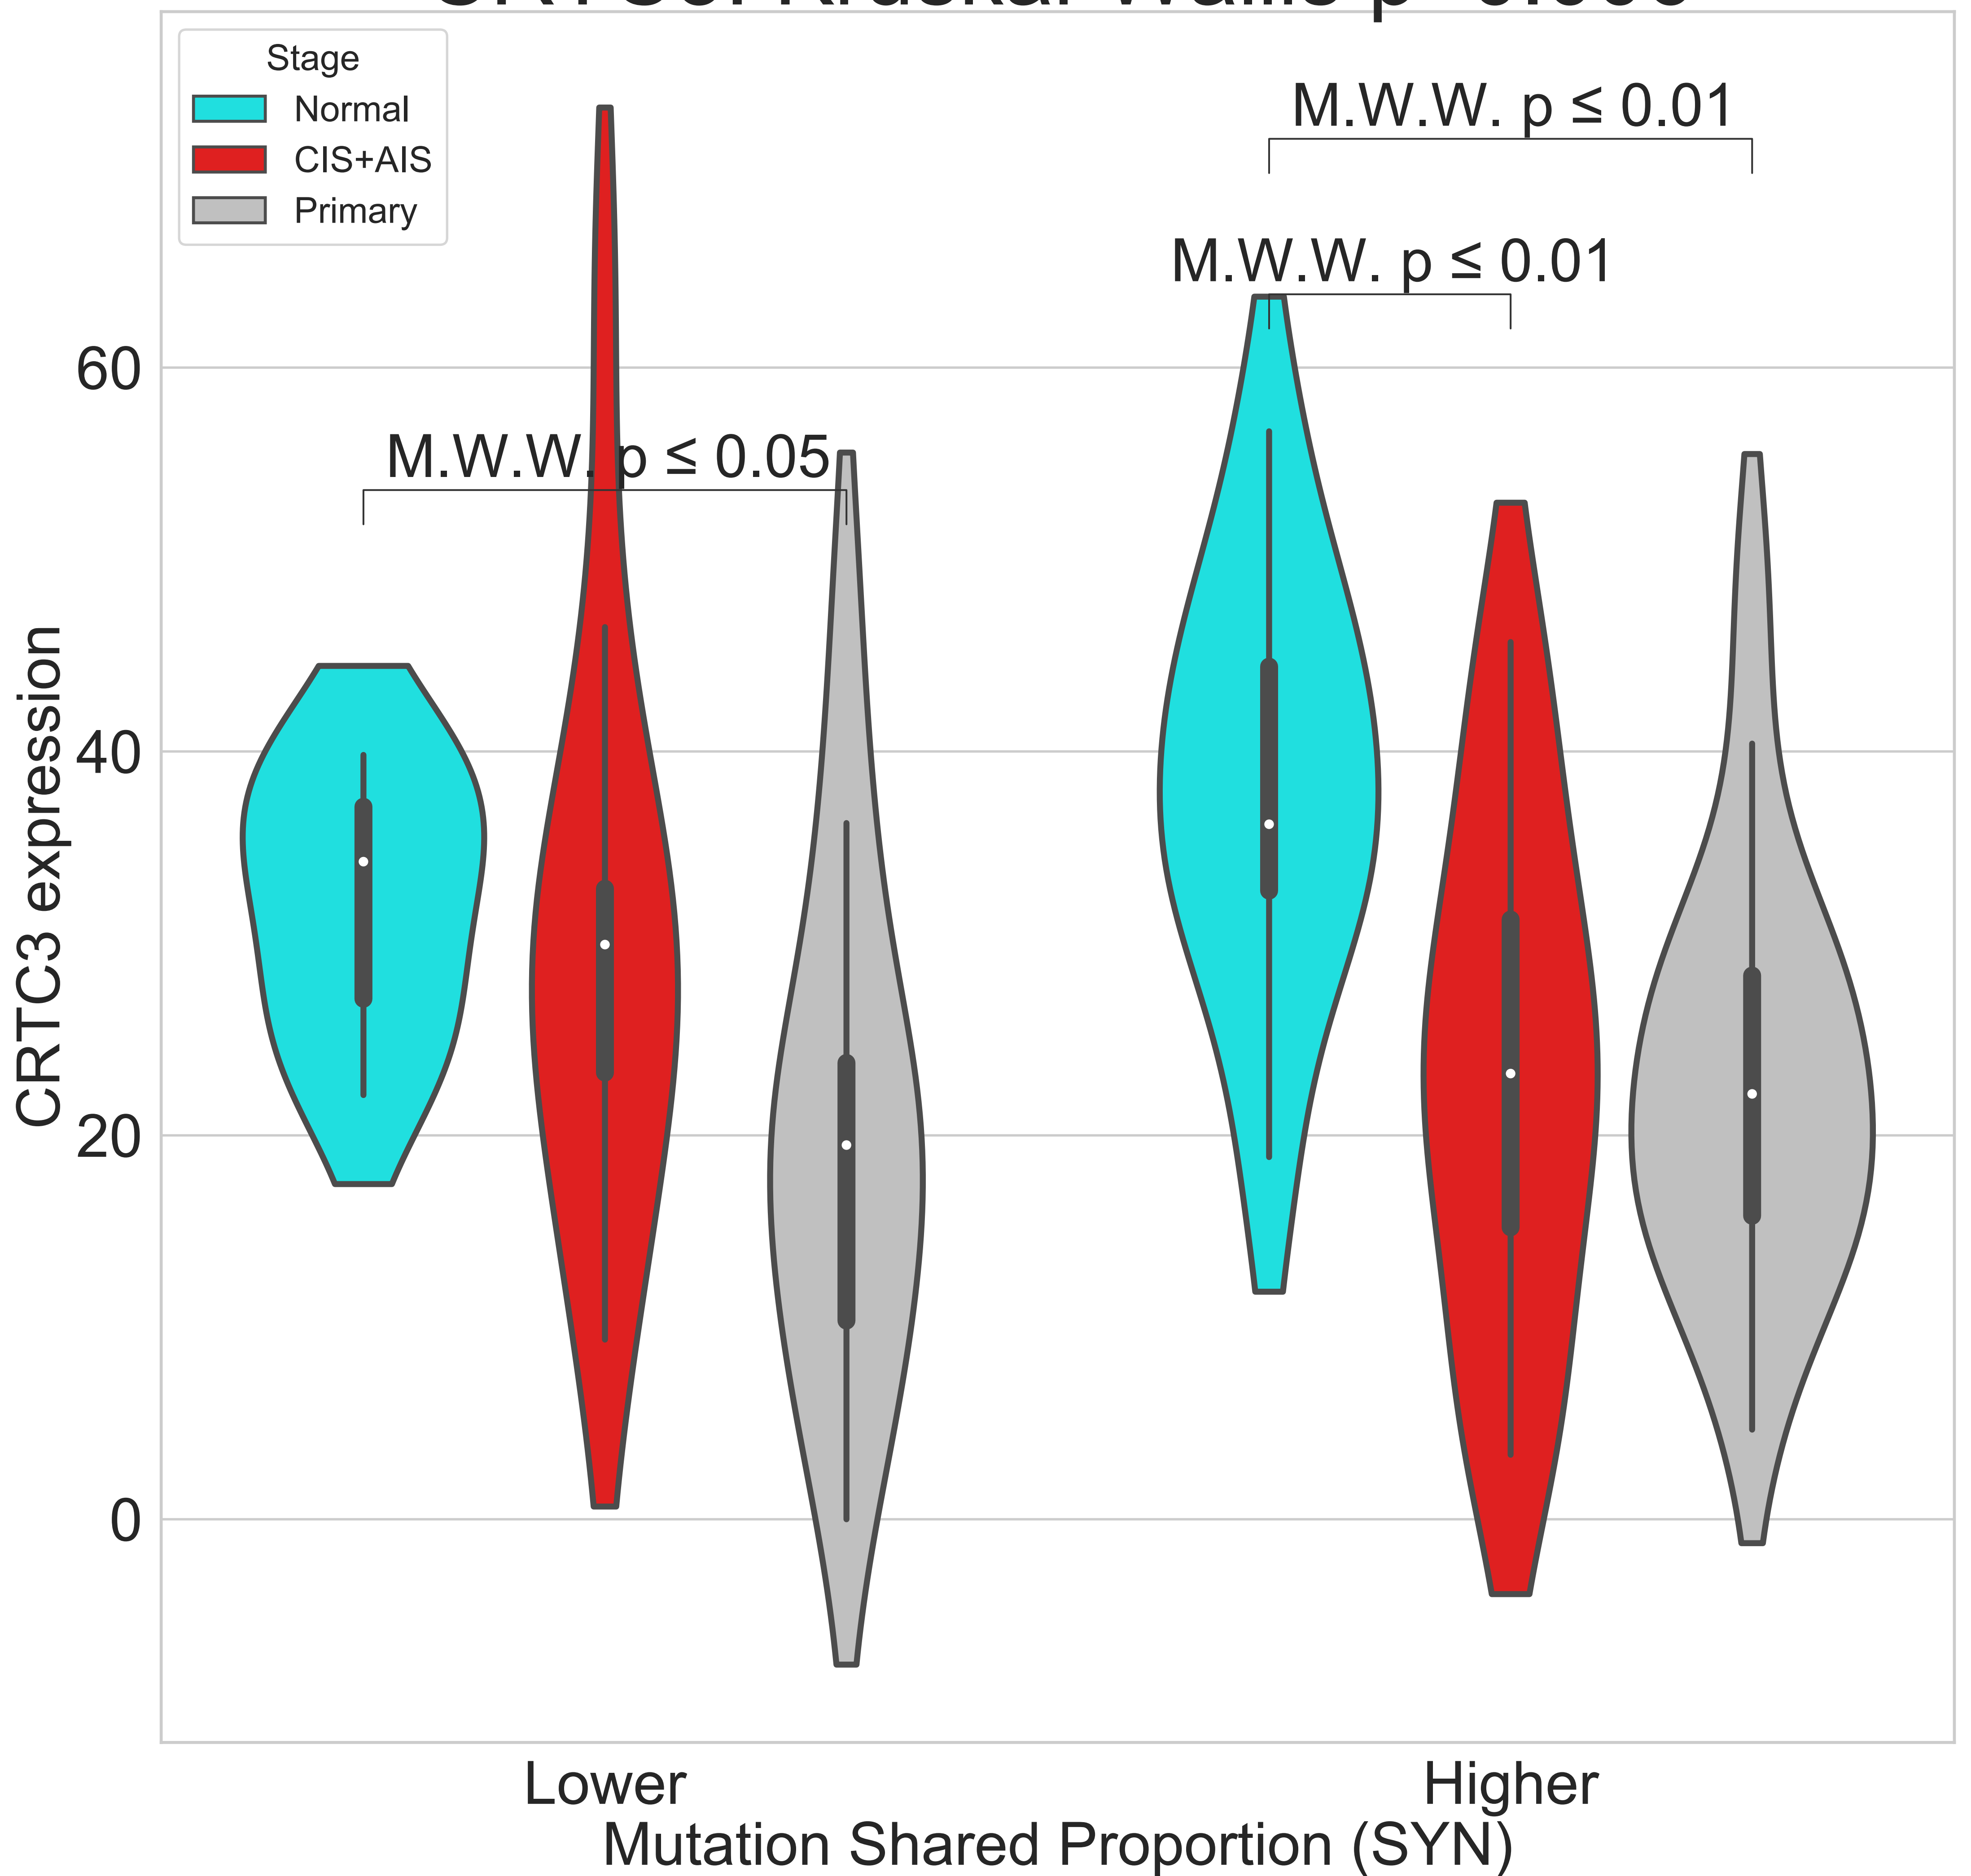 Stage
Normal
CIS+AIS
Primary
M.W.W. p ≤ 0.01
M.W.W. p ≤ 0.01
M.W.W. p ≤ 0.05
60
40
20
0
CRTC3 expression
Lower
Higher
Mutation Shared Proportion (SYN)